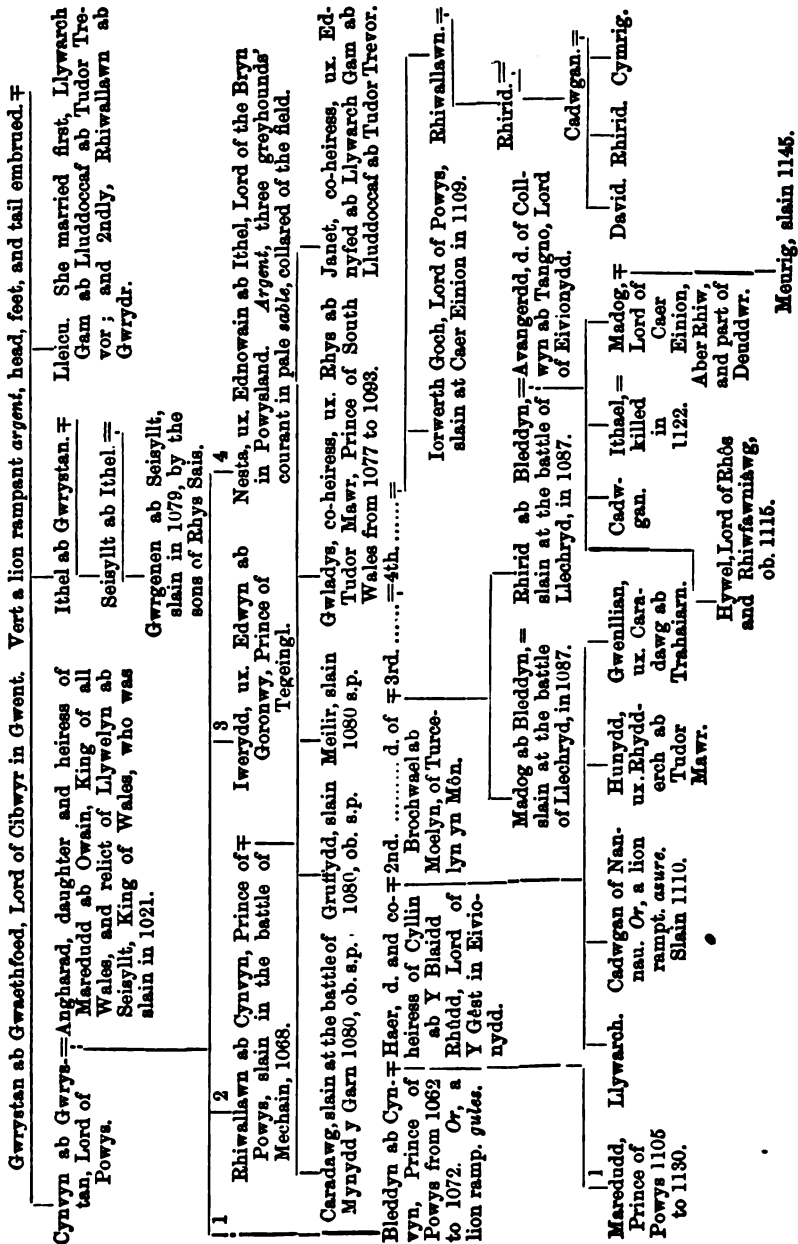 Gwrystan ab Gwaethfoed, Lord of Cibwyr in Gwent. Vert a lion rampant argent, head, feet, and tail embrued.
Cynvyn ab Gwrys-
tan, Lord of
Powys.
Angharad, daughter and heiress of
Maredudd ab Owain, King of all
Wales, and relict of Llywelyn ab
Seisyllt, King of Wales, who was
slain in 1021.
Ithel ab Gwrystan.
Seisyllt ab Ithel.
Gwrgenen ab Seisyllt,
slain in 1079, by the
sons of Rhys Sais.
Lleicu. She married first, Llywarch
Gam ab Lluddoccaf ab Tudor Tre-
vor; and 2ndly, Rhiwallawn ab
Gwrydr.
1
2
Rhiwallawn ab Cynvyn, Prince of
Powys, slain in the battle of
Mechain, 1068.
3
Iwerydd, ux. Edwyn ab
Goronwy, Prince of
Tegeingl.
4
Nesta, ux. Ednowain ab Ithel, Lord of the Bryn
in Powysland. Argent, three greyhounds'
courant in pale sable, collared of the field.
Caradawg, slain at the battle of
Mynydd y Garn 1080, ob. s.p.
Gruffydd, slain
1080, ob. s.p.
Meilir, slain
1080 s.p.
Gwladys, co-heiress, ux. Rhys ab
Tudor Mawr, Prince of South
Wales from 1077 to 1093.
Janet, co-heiress, ux. Ed-
nyfed ab Llywarch Gam ab
Lluddoccaf ab Tudor Trevor.
Bleddyn ab Cyn-
vyn, Prince of
Powys from 1062
to 1072. Or, a
lion ramp. gules.
Haer, d. and co-
heiress of Cyllin
ab Y Blaidd
Rhûdd, Lord of
Y Gêst in Eivio-
nydd.
2nd. ........ d. of
Brochwael ab
Moelyn, of Turce-
lyn yn Môn.
3rd. ......
4th. ......
Iorwerth Goch, Lord of Powys,
slain at Caer Einion in 1109.
Rhiwallawn.
Rhirid.
Cadwgan.
David. Rhirid. Cymrig.
Madog ab Bleddyn,
slain at the battle
of Llechryd, in 1087.
Rhirid ab Bleddyn,
slain at the battle of
Llechryd, in 1087.
Avangerdd, d. of Coll-
wyn ab Tangno, Lord
of Eivionydd.
1
Maredudd,
Prince of
Powys 1105
to 1130.
Llywarch.
Cadwgan of Nan-
nau. Or, a lion
rampt. asure.
Slain 1110.
Hunydd,
ux. Rhydd-
erch ab
Tudor
Mawr.
Gwenllian,
ux. Cara-
dawg ab
Trahaiarn.
Hywel, Lord of Rhôs
and Rhiwfawniawg,
ob. 1115.
Cadw-
gan.
Ithael,
killed
in
1122.
Madog,
Lord of
Caer
Einion,
Aber Rhiw,
and part of
Deuddwr.
Meurig, slain 1145.